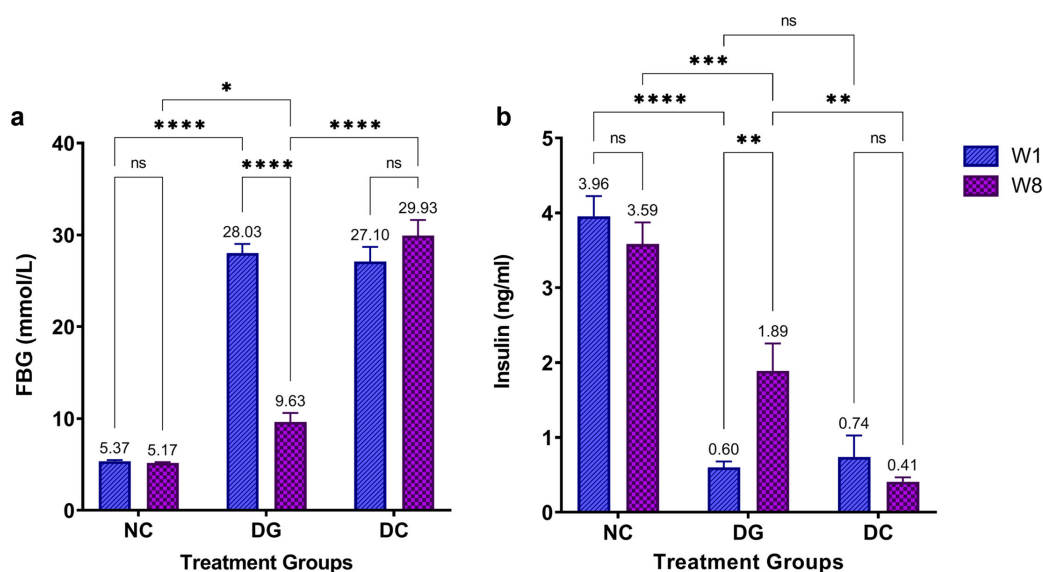 a
*
****
****
ns
****
ns
40
30
20
10
0
FBG (mmol/L)
5.37
5.17
28.03
9.63
27.10
29.93
NC
DG
DC
Treatment Groups
b
ns
***
****
**
ns
**
ns
5
4
3
2
1
0
Insulin (ng/ml)
3.96
3.59
0.60
1.89
0.74
0.41
NC
DG
DC
Treatment Groups
W1
W8